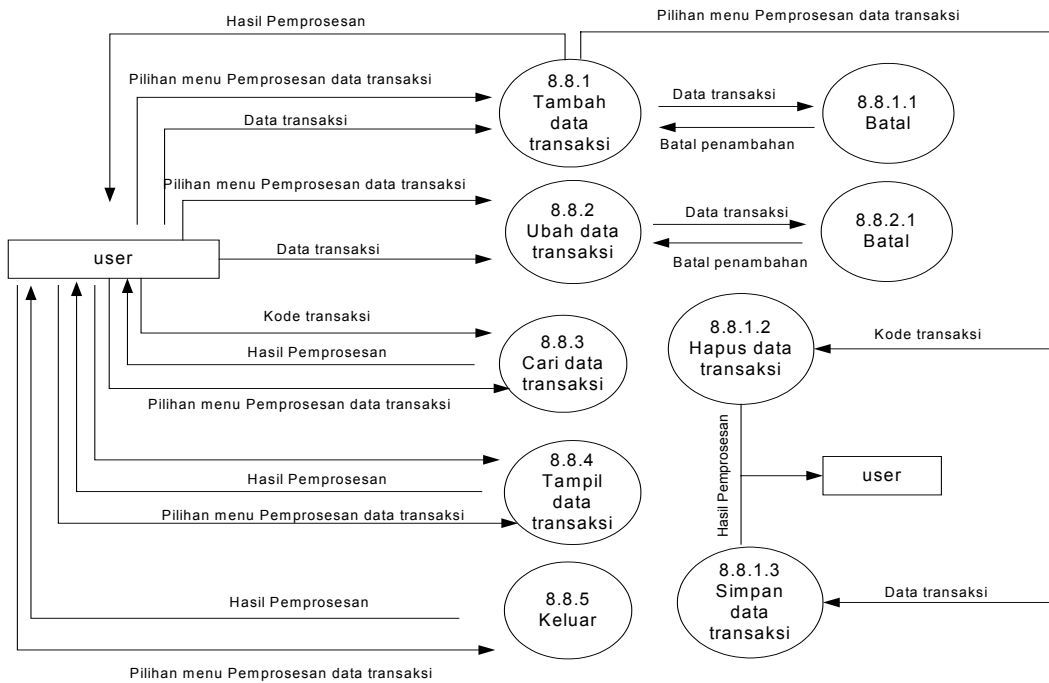 Hasil Pemprosesan
Pilihan menu Pemprosesan data transaksi
Pilihan menu Pemprosesan data transaksi
Data transaksi
8.8.1
Tambah
data
transaksi
Data transaksi
Batal penambahan
8.8.1.1
Batal
Pilihan menu Pemprosesan data transaksi
Data transaksi
8.8.2
Ubah data
transaksi
Data transaksi
Batal penambahan
8.8.2.1
Batal
user
Kode transaksi
Hasil Pemprosesan
Pilihan menu Pemprosesan data transaksi
8.8.3
Cari data
transaksi
8.8.1.2
Hapus data
transaksi
Kode transaksi
Hasil Pemprosesan
Pilihan menu Pemprosesan data transaksi
8.8.4
Tampil
data
transaksi
Hasil Pemprosesan
user
Hasil Pemprosesan
Pilihan menu Pemprosesan data transaksi
8.8.5
Keluar
8.8.1.3
Simpan
data
transaksi
Data transaksi